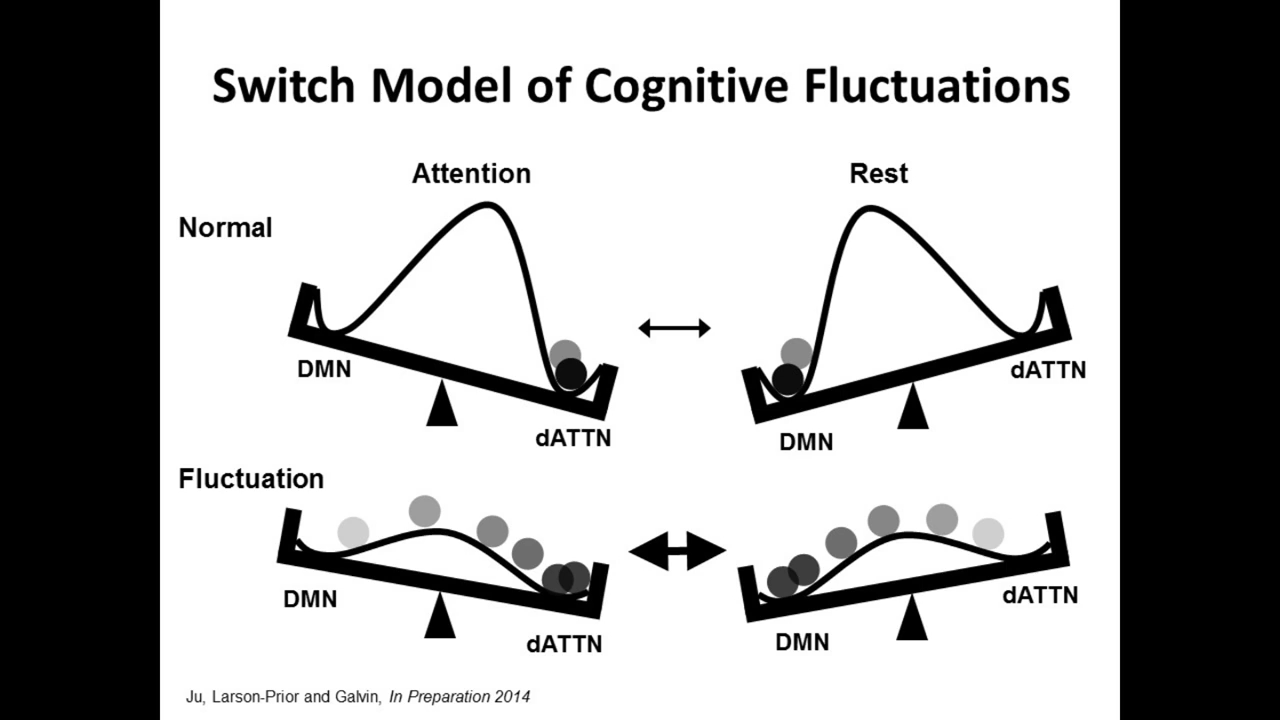 Switch Model of Cognitive Fluctuations
Attention
Rest
Normal
DMN
dATTN
dATTN
DMN
Fluctuation
DMN
dATTN
dATTN
DMN
Ju, Larson-Prior and Galvin, In Preparation 2014